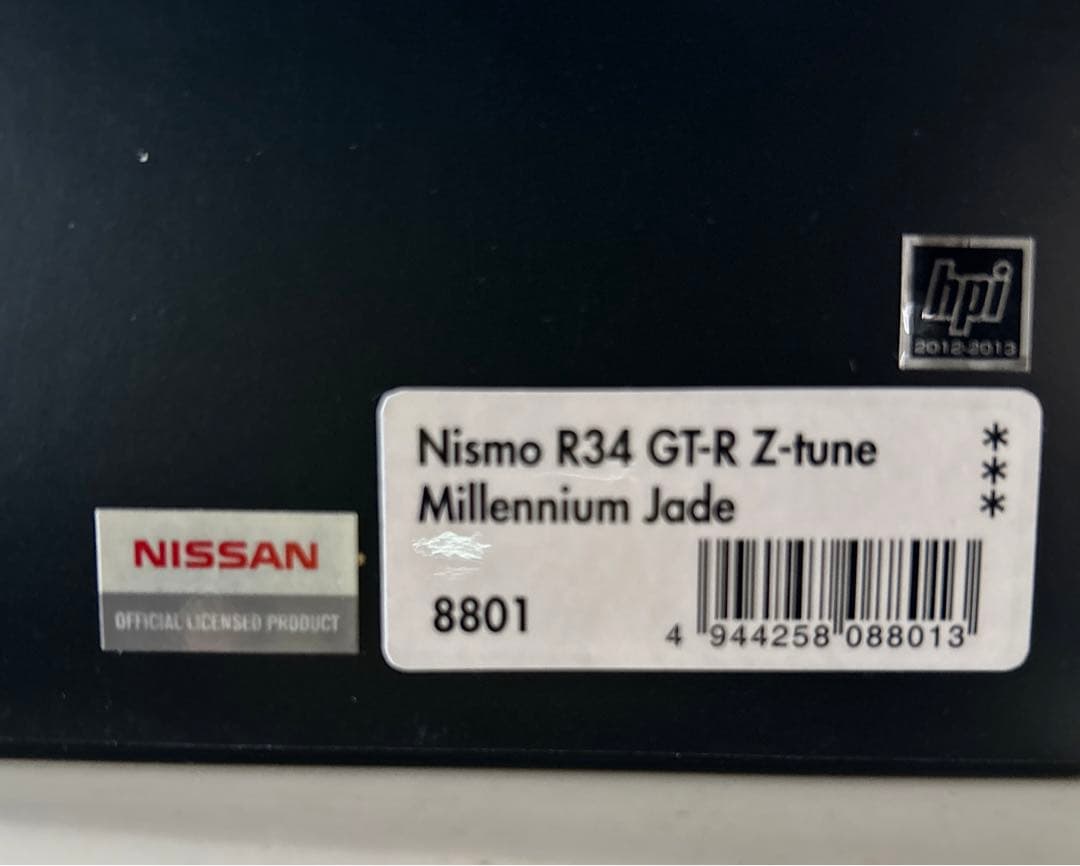 hpi
2012-2013
Nismo R34 GT-R Z-tune
Millennium Jade
***
NISSAN
OFFICIAL LICENSED PRODUCT
8801
4 944258 088013